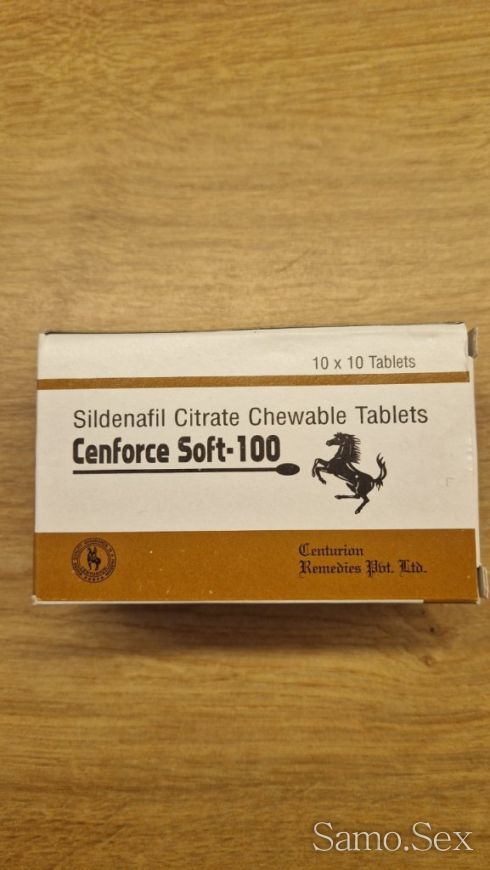 10 x 10 Tablets
Sildenafil Citrate Chewable Tablets
Cenforce Soft-100
Centurion
Remedies Pvt. Ltd.
Samo.Sex